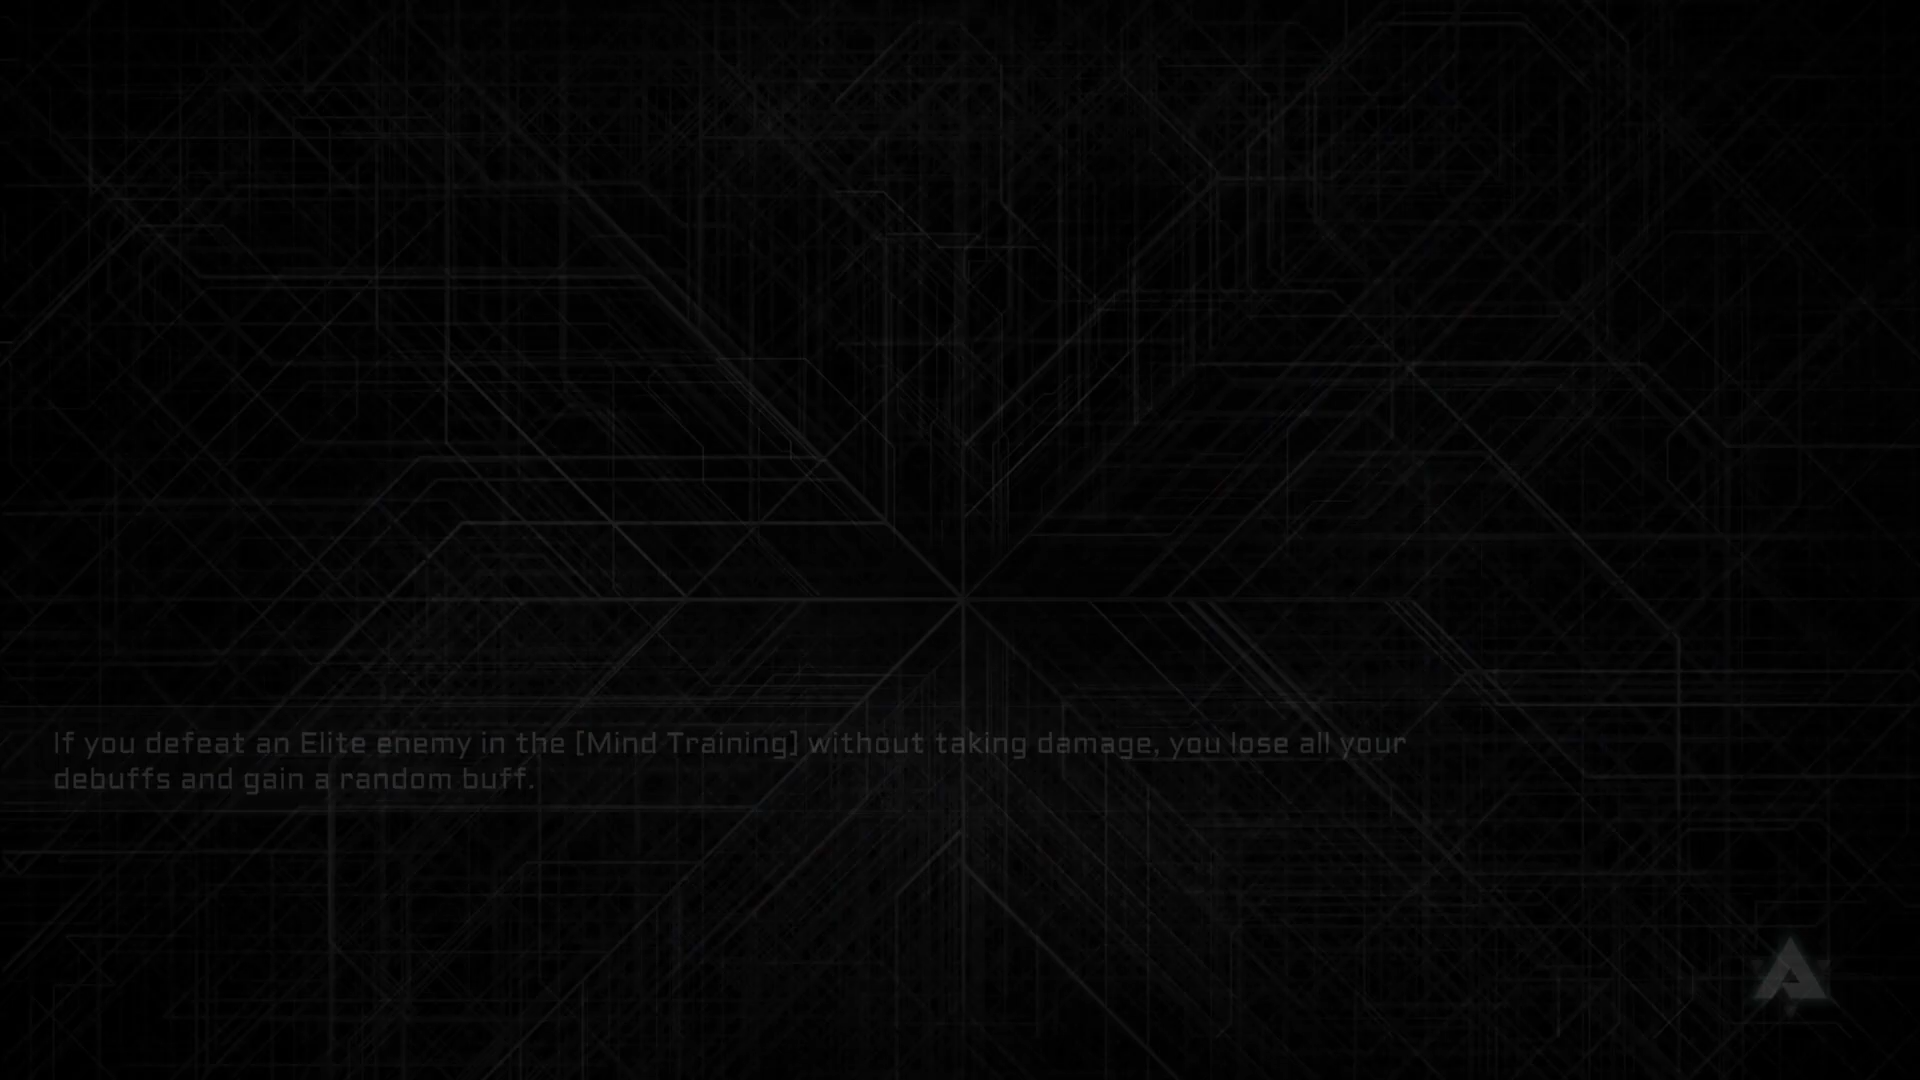 If you defeat an Elite enemy in the [Mind Training] without taking damage, you lose all your
debuffs and gain a random buff.